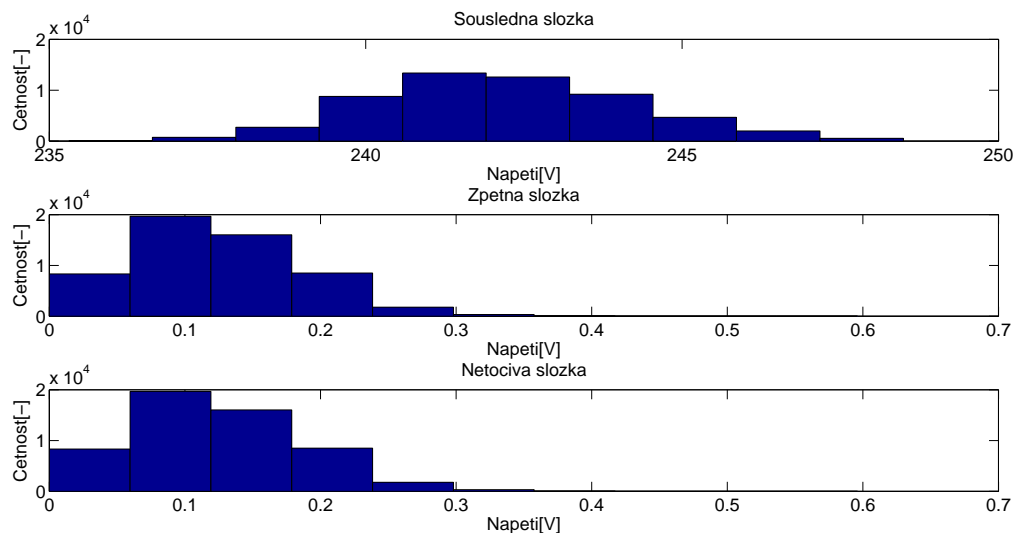 Sousledna slozka
x 10^4
Cetnost[−]
2
1
0
235 240 245 250
Napeti[V]
Zpetna slozka
x 10^4
Cetnost[−]
2
1
0
0 0.1 0.2 0.3 0.4 0.5 0.6 0.7
Napeti[V]
Netociva slozka
x 10^4
Cetnost[−]
2
1
0
0 0.1 0.2 0.3 0.4 0.5 0.6 0.7
Napeti[V]